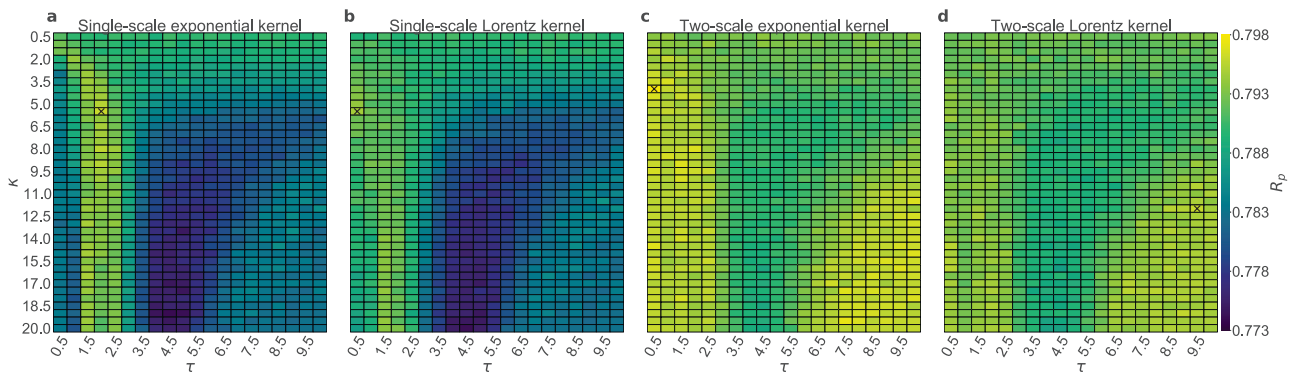 a Single-scale exponential kernel
b Single-scale Lorentz kernel
c Two-scale exponential kernel
d Two-scale Lorentz kernel
0.5
2.0
3.5
5.0
6.5
8.0
9.5
11.0
12.5
14.0
15.5
17.0
18.5
20.0
κ
0.5 1.5 2.5 3.5 4.5 5.5 6.5 7.5 8.5 9.5
τ
0.5 1.5 2.5 3.5 4.5 5.5 6.5 7.5 8.5 9.5
τ
0.5 1.5 2.5 3.5 4.5 5.5 6.5 7.5 8.5 9.5
τ
0.5 1.5 2.5 3.5 4.5 5.5 6.5 7.5 8.5 9.5
τ
0.798
0.793
0.788
0.783
0.778
0.773
R_p